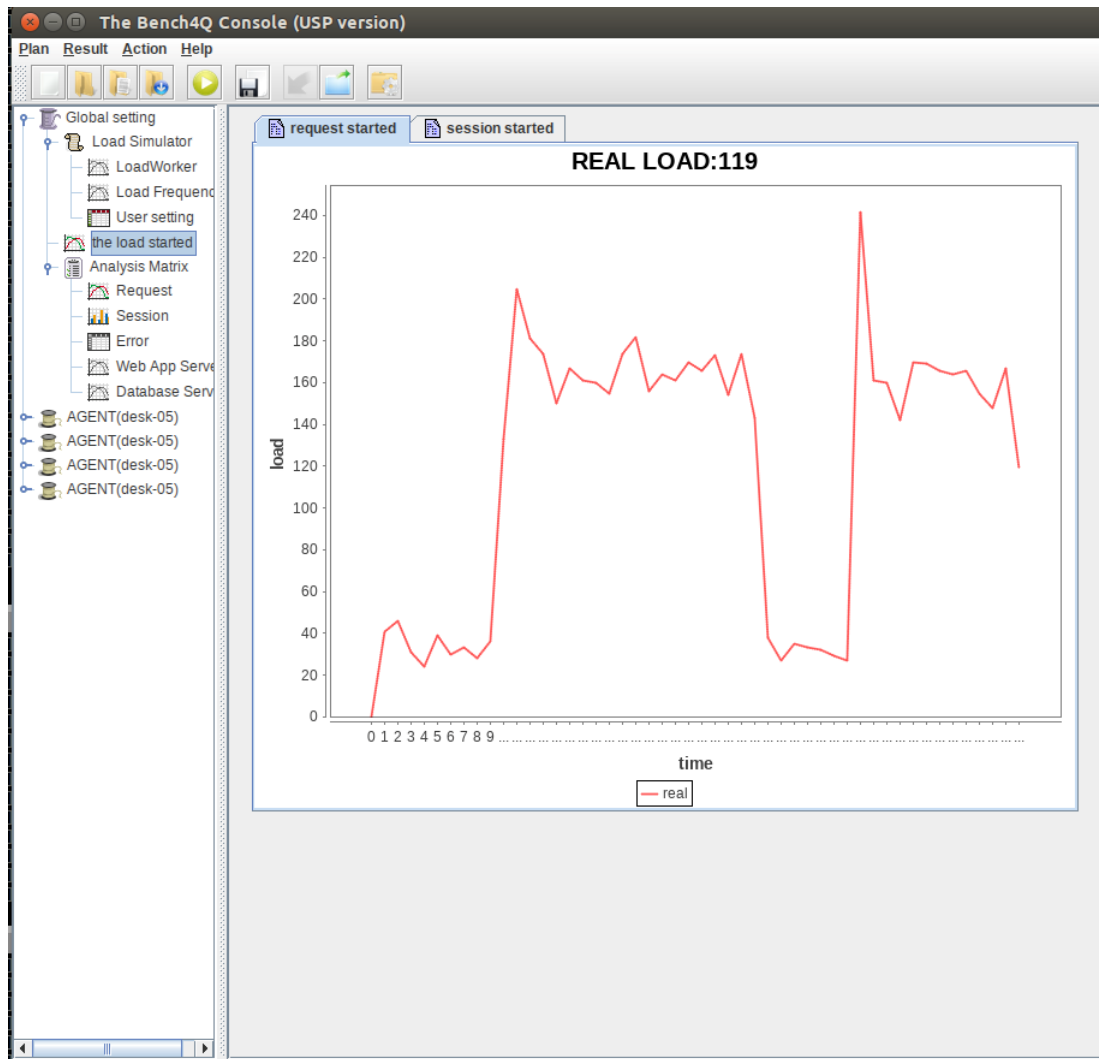 The Bench4Q Console (USP version)
Plan Result Action Help
Global setting
Load Simulator
LoadWorker
Load Frequenc
User setting
the load started
Analysis Matrix
Request
Session
Error
Web App Serve
Database Serv
AGENT(desk-05)
AGENT(desk-05)
AGENT(desk-05)
AGENT(desk-05)
request started
session started
REAL LOAD:119
load
240
220
200
180
160
140
120
100
80
60
40
20
0
0 1 2 3 4 5 6 7 8 9 ... ... ... ... ... ... ... ... ... ... ... ... ... ... ... ... ... ... ... ... ... ... ... ... ... ... ... ... ... ... ... ... ... ... ... ... ... ... ... ...
time
real